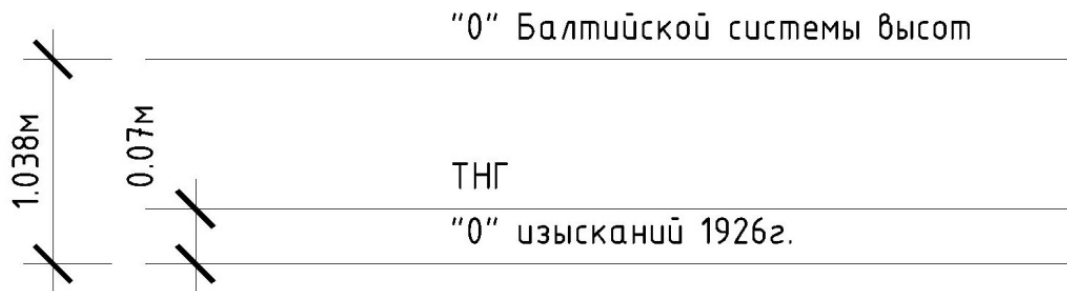 "0" Балтийской системы высот
1.038м
0.07м
ТНГ
"0" изысканий 1926г.